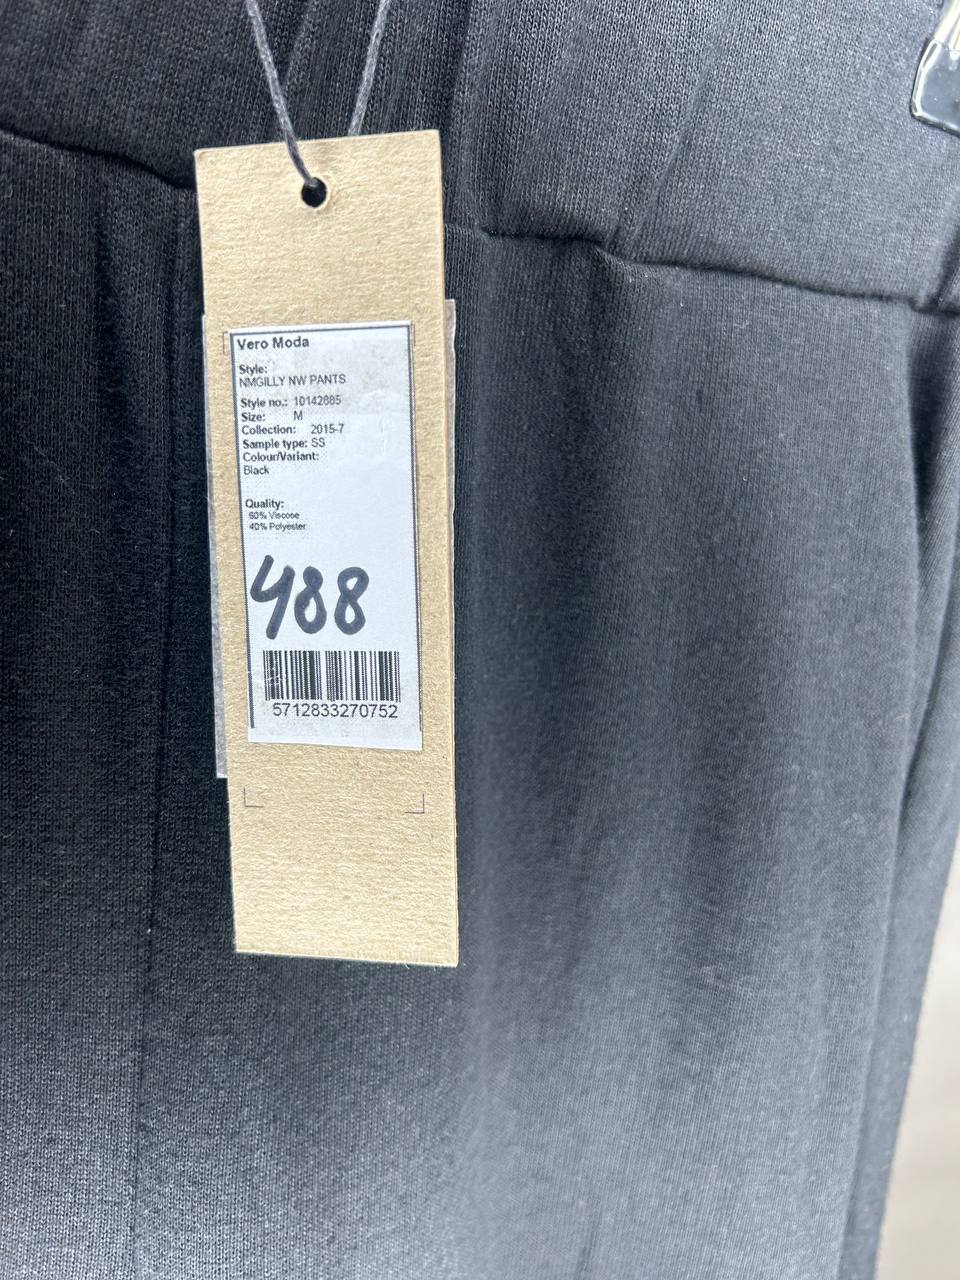 Vero Moda
Style:
NMGILLY NW PANTS
Style no.: 10142885
Size: M
Collection: 2015-7
Sample type: SS
Colour/Variant:
Black
Quality:
60% Viscose
40% Polyester
488
5712833270752